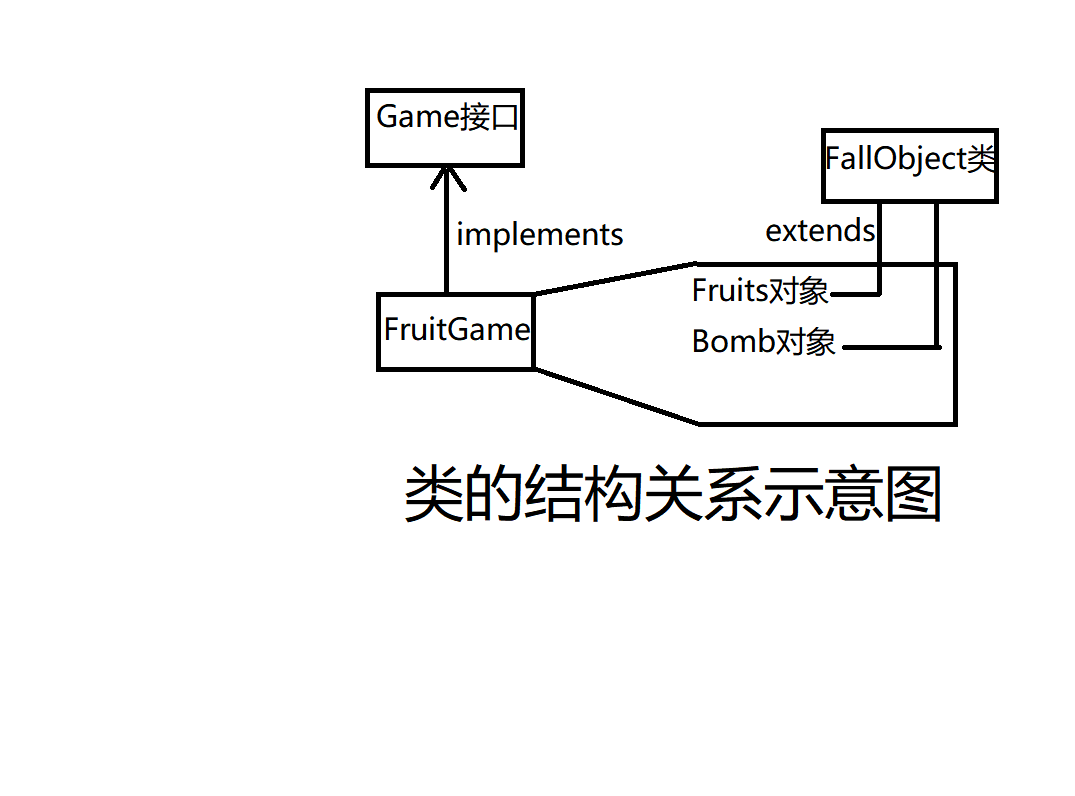 Game接口
FallObject类
implements
extends
Fruits对象
FruitGame
Bomb对象
类的结构关系示意图